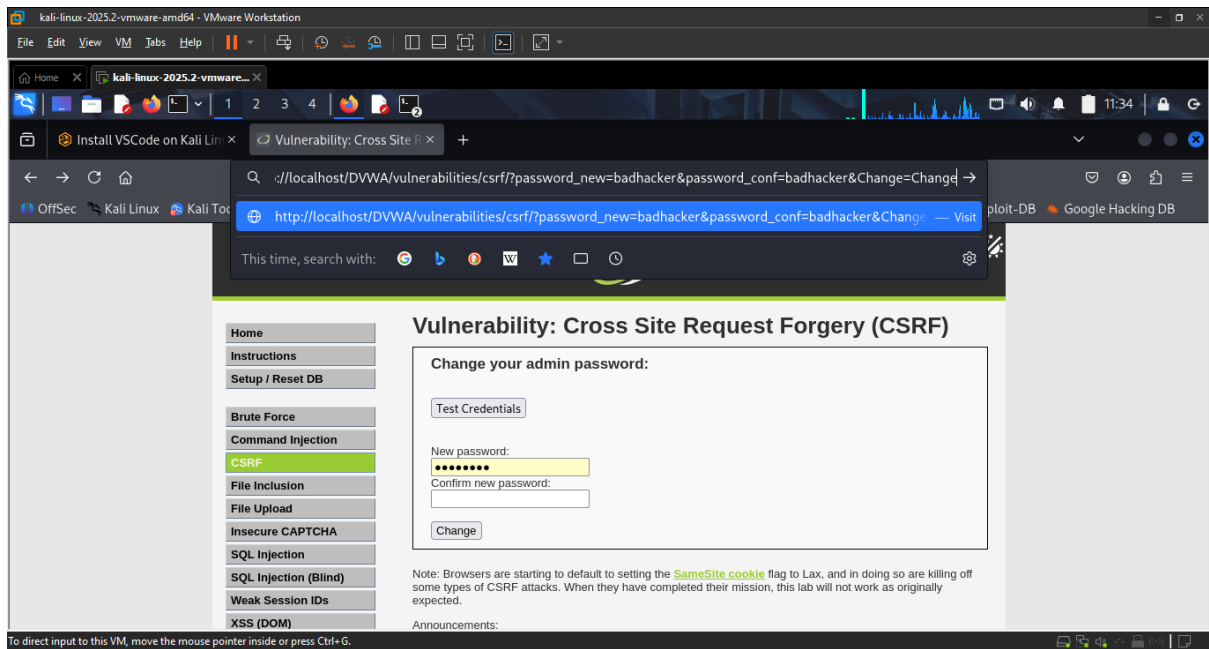 kali-linux-2025.2-vmware-amd64 - VMware Workstation
File Edit View VM Tabs Help
Home kali-linux-2025.2-vmware...
1 2 3 4 2 11:34
Install VSCode on Kali Lin Vulnerability: Cross Site R
://localhost/DVWA/vulnerabilities/csrf/?password_new=badhacker&password_conf=badhacker&Change=Change
OffSec Kali Linux Kali Too http://localhost/DVWA/vulnerabilities/csrf/?password_new=badhacker&password_conf=badhacker&Change — Visit ploit-DB Google Hacking DB
This time, search with: W
Home
Instructions
Setup / Reset DB
Brute Force
Command Injection
CSRF
File Inclusion
File Upload
Insecure CAPTCHA
SQL Injection
SQL Injection (Blind)
Weak Session IDs
XSS (DOM)
Vulnerability: Cross Site Request Forgery (CSRF)
Change your admin password:
Test Credentials
New password:
••••••••
Confirm new password:
Change
Note: Browsers are starting to default to setting the SameSite cookie flag to Lax, and in doing so are killing off
some types of CSRF attacks. When they have completed their mission, this lab will not work as originally
expected.
Announcements:
To direct input to this VM, move the mouse pointer inside or press Ctrl+G.